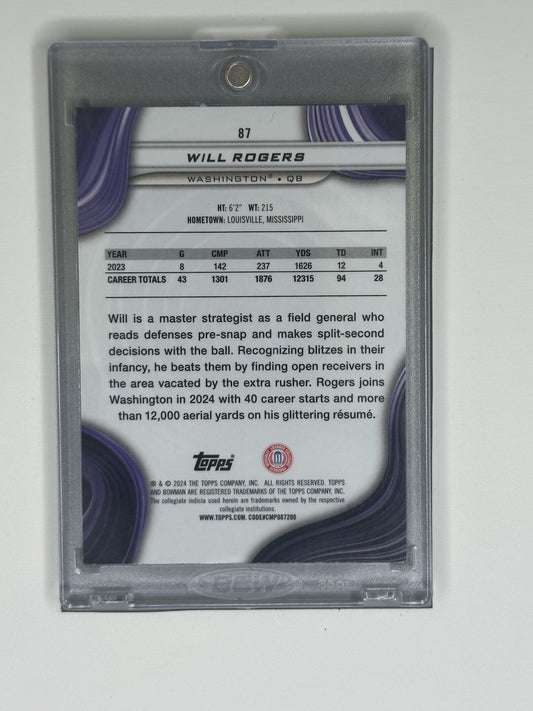 87
WILL ROGERS
WASHINGTON® • QB
HT: 6'2" WT: 215
HOMETOWN: LOUISVILLE, MISSISSIPPI
YEAR G CMP ATT YDS TD INT
2023 8 142 237 1626 12 4
CAREER TOTALS 43 1301 1876 12315 94 28
Will is a master strategist as a field general who
reads defenses pre-snap and makes split-second
decisions with the ball. Recognizing blitzes in their
infancy, he beats them by finding open receivers in
the area vacated by the extra rusher. Rogers joins
Washington in 2024 with 40 career starts and more
than 12,000 aerial yards on his glittering résumé.
topps
® & © 2024 THE TOPPS COMPANY, INC. ALL RIGHTS RESERVED. TOPPS
AND BOWMAN ARE REGISTERED TRADEMARKS OF THE TOPPS COMPANY, INC.
The collegiate indicia used herein are trademarks owned by the respective
collegiate institutions.
WWW.TOPPS.COM. CODE#CMP087200
BCW